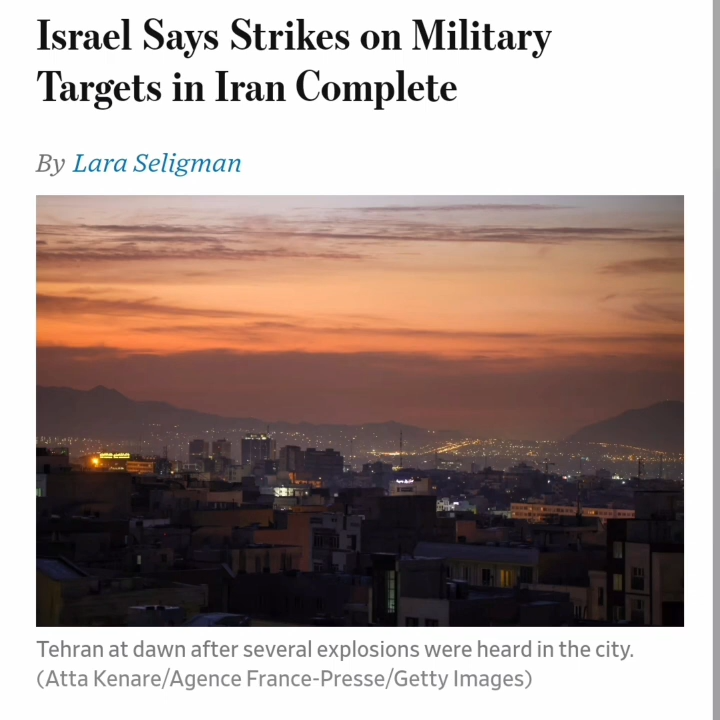 Israel Says Strikes on Military
Targets in Iran Complete
By Lara Seligman
Tehran at dawn after several explosions were heard in the city.
(Atta Kenare/Agence France-Presse/Getty Images)